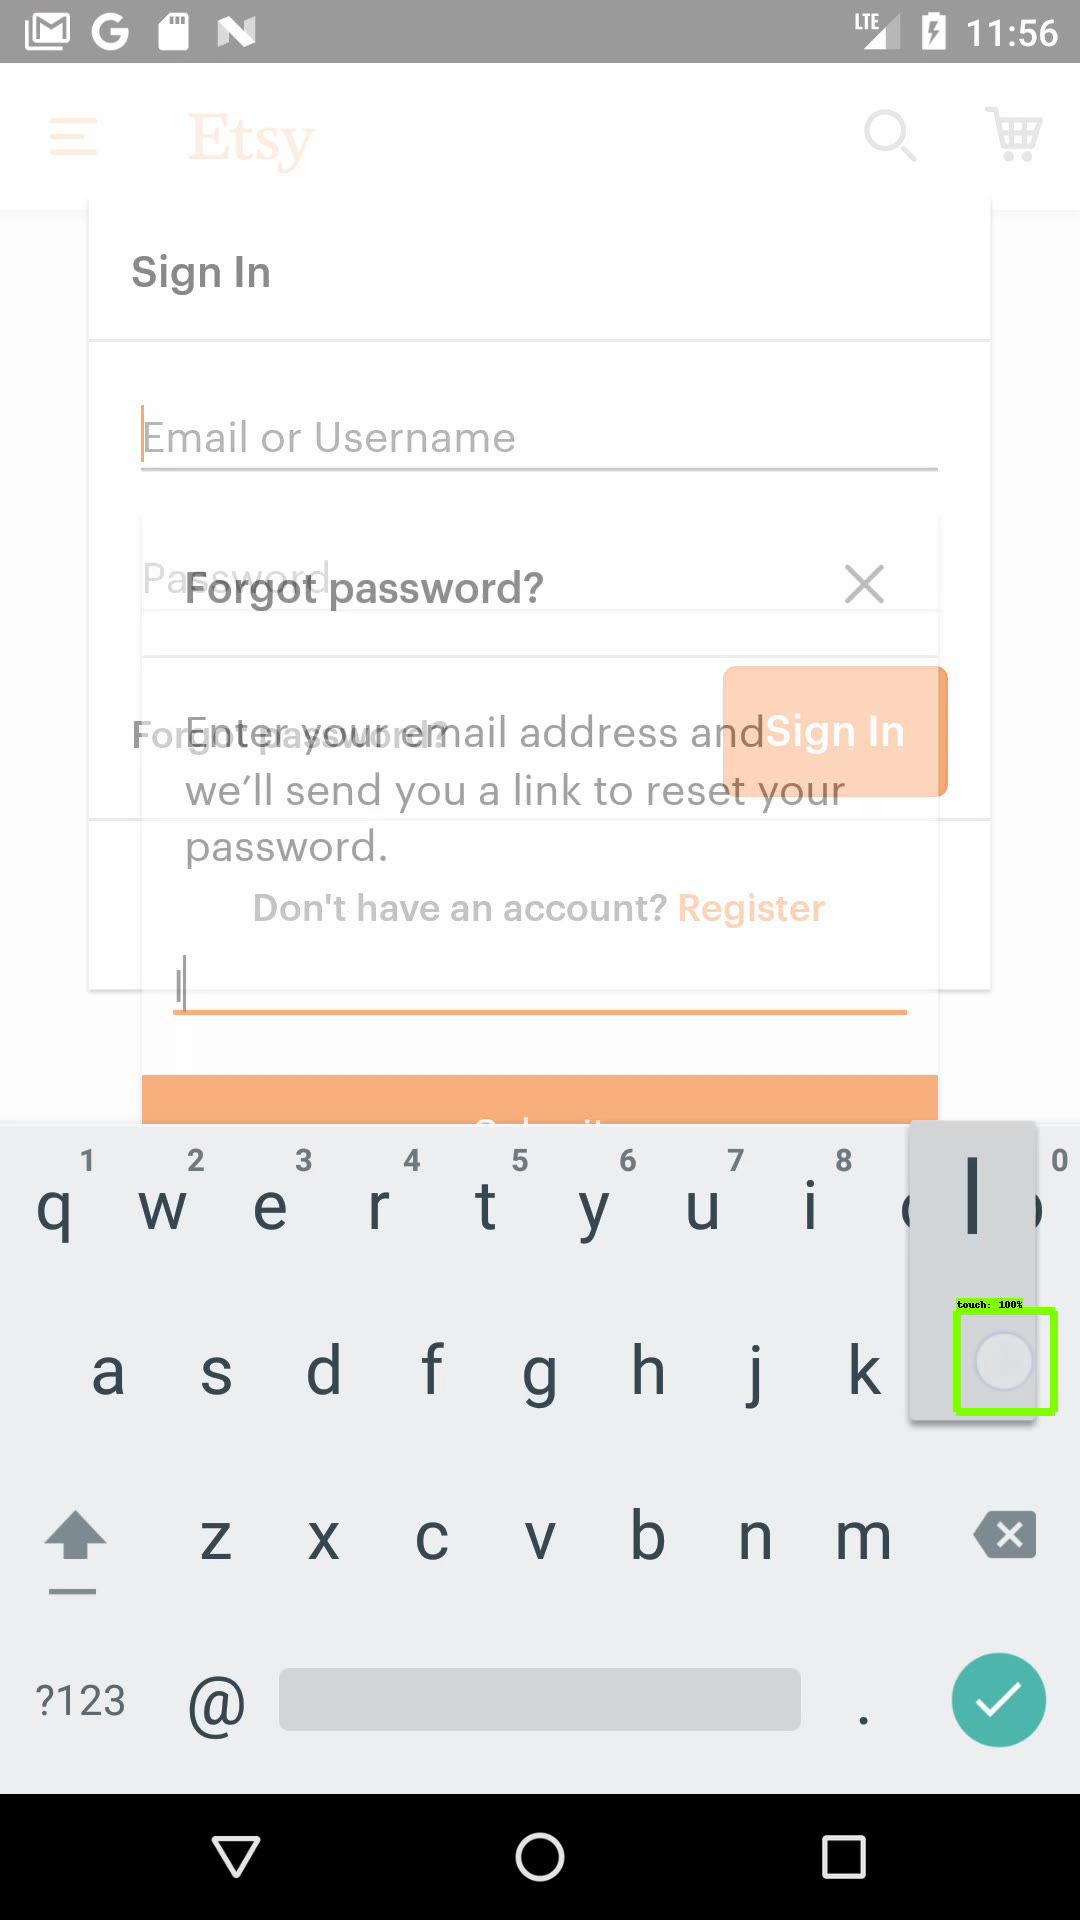 LTE 11:56
Etsy
Sign In
Email or Username
Password
Forgot password?
Forgot password?
Sign In
Enter your email address and
we’ll send you a link to reset your
password.
Don't have an account? Register
l
Submit
1 2 3 4 5 6 7 8 0
q w e r t y u i l
touch: 100%
a s d f g h j k
z x c v b n m
?123 @ .